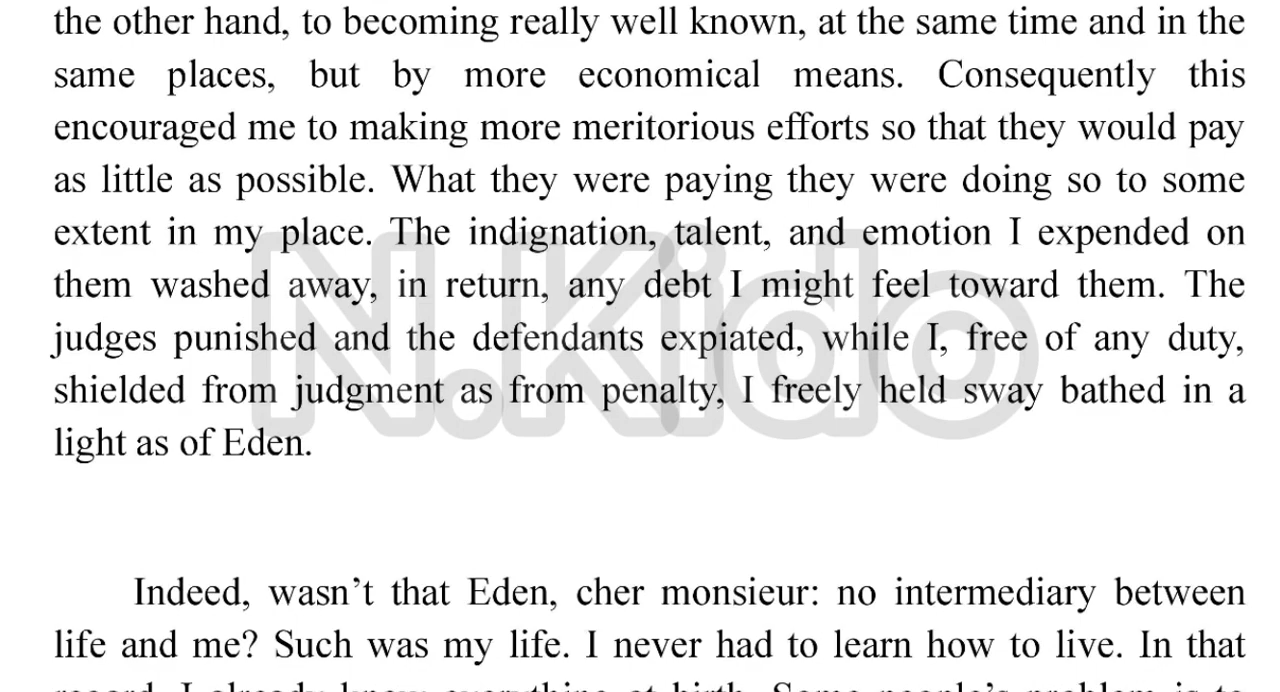 the other hand, to becoming really well known, at the same time and in the
same places, but by more economical means. Consequently this
encouraged me to making more meritorious efforts so that they would pay
as little as possible. What they were paying they were doing so to some
extent in my place. The indignation, talent, and emotion I expended on
them washed away, in return, any debt I might feel toward them. The
judges punished and the defendants expiated, while I, free of any duty,
shielded from judgment as from penalty, I freely held sway bathed in a
light as of Eden.
N.Kido
Indeed, wasn’t that Eden, cher monsieur: no intermediary between
life and me? Such was my life. I never had to learn how to live. In that